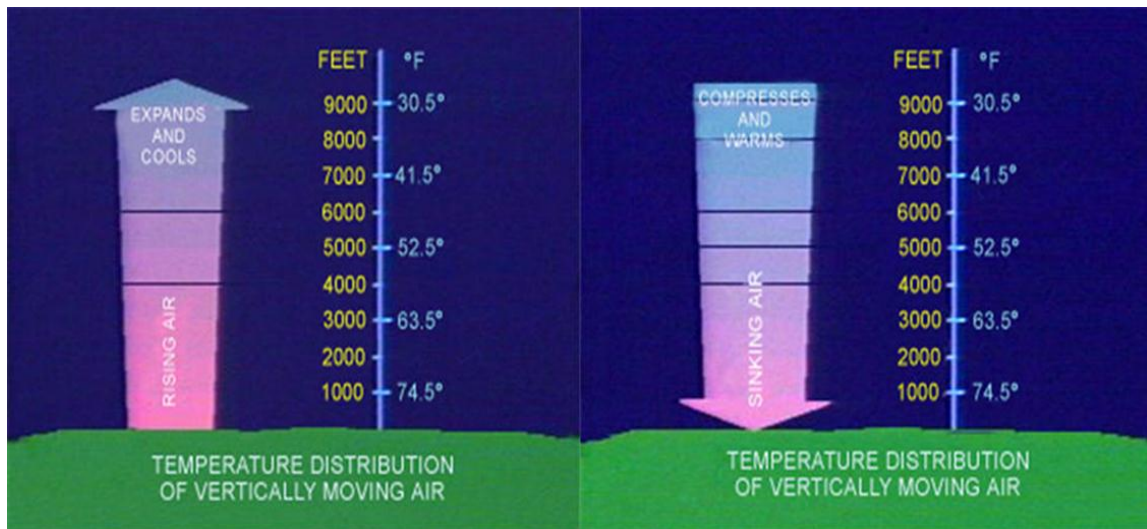 FEET °F
EXPANDS
AND
COOLS
9000 30.5°
8000
7000 41.5°
6000
5000 52.5°
4000
3000 63.5°
2000
1000 74.5°
RISING AIR
TEMPERATURE DISTRIBUTION
OF VERTICALLY MOVING AIR
FEET °F
COMPRESSES
AND
WARMS
9000 30.5°
8000
7000 41.5°
6000
5000 52.5°
4000
3000 63.5°
2000
1000 74.5°
SINKING AIR
TEMPERATURE DISTRIBUTION
OF VERTICALLY MOVING AIR